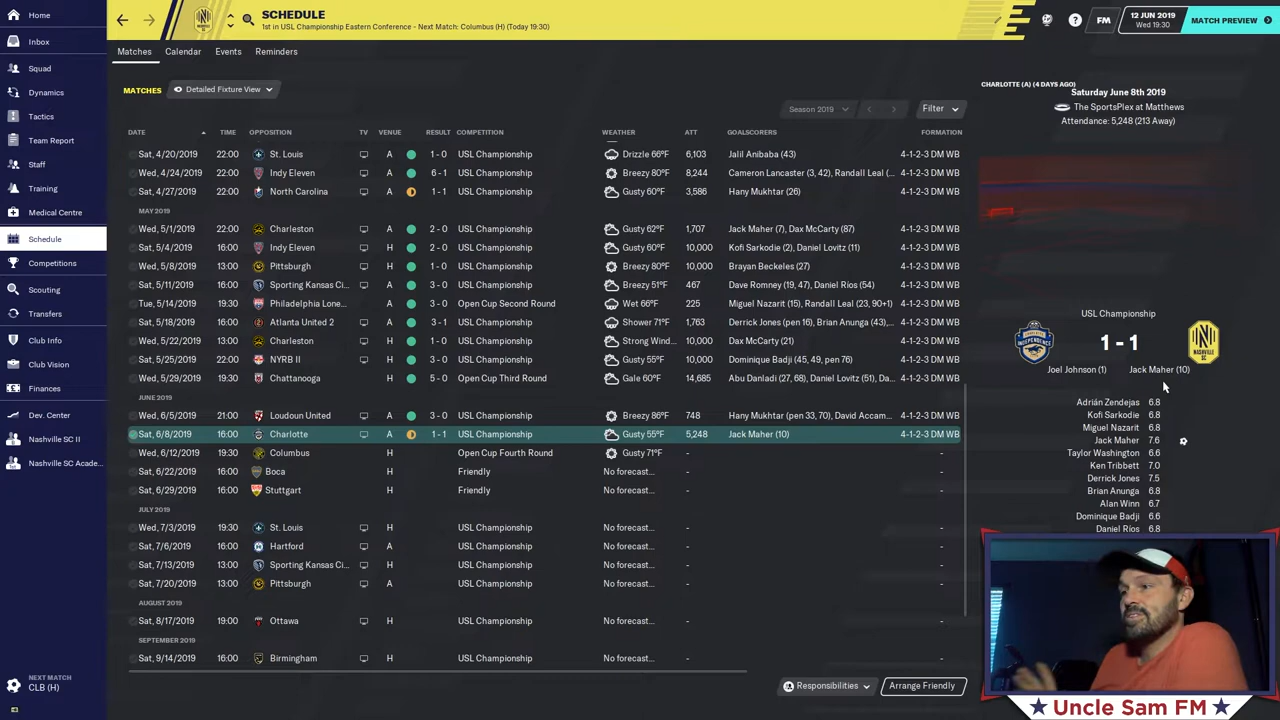 Home
Inbox
Squad
Dynamics
Tactics
Team Report
Staff
Training
Medical Centre
Schedule
Competitions
Scouting
Transfers
Club Info
Club Vision
Finances
Dev. Center
Nashville SC II
Nashville SC Acade...
NEXT MATCH
CLB (H)
SCHEDULE
1st in USL Championship Eastern Conference - Next Match: Columbus (H) (Today 19:30)
FM
12 JUN 2019
Wed 19:30
MATCH PREVIEW
Matches Calendar Events Reminders
MATCHES Detailed Fixture View
Season 2019 Filter
DATE TIME OPPOSITION TV VENUE RESULT COMPETITION WEATHER ATT GOALSCORERS FORMATION
Sat, 4/20/2019 22:00 St. Louis A 1 - 0 USL Championship Drizzle 66°F 6,103 Jalil Anibaba (43) 4-1-2-3 DM WB
Wed, 4/24/2019 22:00 Indy Eleven A 6 - 1 USL Championship Breezy 80°F 8,244 Cameron Lancaster (3, 42), Randall Leal (... 4-1-2-3 DM WB
Sat, 4/27/2019 22:00 North Carolina A 1 - 1 USL Championship Gusty 60°F 3,586 Hany Mukhtar (26) 4-1-2-3 DM WB
MAY 2019
Wed, 5/1/2019 22:00 Charleston A 2 - 0 USL Championship Gusty 62°F 1,707 Jack Maher (7), Dax McCarty (87) 4-1-2-3 DM WB
Sat, 5/4/2019 16:00 Indy Eleven H 2 - 0 USL Championship Gusty 60°F 10,000 Kofi Sarkodie (2), Daniel Lovitz (11) 4-1-2-3 DM WB
Wed, 5/8/2019 13:00 Pittsburgh H 1 - 0 USL Championship Breezy 80°F 10,000 Brayan Beckeles (27) 4-1-2-3 DM WB
Sat, 5/11/2019 16:00 Sporting Kansas Ci... A 3 - 0 USL Championship Breezy 51°F 467 Dave Romney (19, 47), Daniel Ríos (54) 4-1-2-3 DM WB
Tue, 5/14/2019 19:30 Philadelphia Lone... A 3 - 0 Open Cup Second Round Wet 66°F 225 Miguel Nazarit (15), Randall Leal (23, 90+1) 4-1-2-3 DM WB
Sat, 5/18/2019 16:00 Atlanta United 2 A 3 - 1 USL Championship Shower 71°F 1,763 Derrick Jones (pen 16), Brian Anunga (43),... 4-1-2-3 DM WB
Wed, 5/22/2019 13:00 Charleston H 1 - 0 USL Championship Strong Wind... 10,000 Dax McCarty (21) 4-1-2-3 DM WB
Sat, 5/25/2019 22:00 NYRB II H 3 - 0 USL Championship Gusty 55°F 10,000 Dominique Badji (45, 49, pen 76) 4-1-2-3 DM WB
Wed, 5/29/2019 19:30 Chattanooga H 5 - 0 Open Cup Third Round Gale 60°F 14,685 Abu Danladi (27, 68), Daniel Lovitz (51), Da... 4-1-2-3 DM WB
JUNE 2019
Wed, 6/5/2019 21:00 Loudoun United A 3 - 0 USL Championship Breezy 86°F 748 Hany Mukhtar (pen 33, 70), David Accam... 4-1-2-3 DM WB
Sat, 6/8/2019 16:00 Charlotte A 1 - 1 USL Championship Gusty 55°F 5,248 Jack Maher (10) 4-1-2-3 DM WB
Wed, 6/12/2019 19:30 Columbus H Open Cup Fourth Round Gusty 71°F - -
Sat, 6/22/2019 16:00 Boca H Friendly No forecast... - -
Sat, 6/29/2019 16:00 Stuttgart H Friendly No forecast... - -
JULY 2019
Wed, 7/3/2019 19:30 St. Louis H USL Championship No forecast... - -
Sat, 7/6/2019 16:00 Hartford A USL Championship No forecast... - -
Sat, 7/13/2019 13:00 Sporting Kansas Ci... H USL Championship No forecast... - -
Sat, 7/20/2019 13:00 Pittsburgh A USL Championship No forecast... - -
AUGUST 2019
Sat, 8/17/2019 19:00 Ottawa A USL Championship No forecast... - -
SEPTEMBER 2019
Sat, 9/14/2019 16:00 Birmingham H USL Championship No forecast... - -
Responsibilities Arrange Friendly
CHARLOTTE (A) (4 DAYS AGO)
Saturday June 8th 2019
The SportsPlex at Matthews
Attendance: 5,248 (213 Away)
USL Championship
1 - 1
Joel Johnson (1) Jack Maher (10)
Adrián Zendejas 6.8
Kofi Sarkodie 6.8
Miguel Nazarit 6.8
Jack Maher 7.6
Taylor Washington 6.6
Ken Tribbett 7.0
Derrick Jones 7.5
Brian Anunga 6.8
Alan Winn 6.7
Dominique Badji 6.6
Daniel Ríos 6.8
Uncle Sam FM